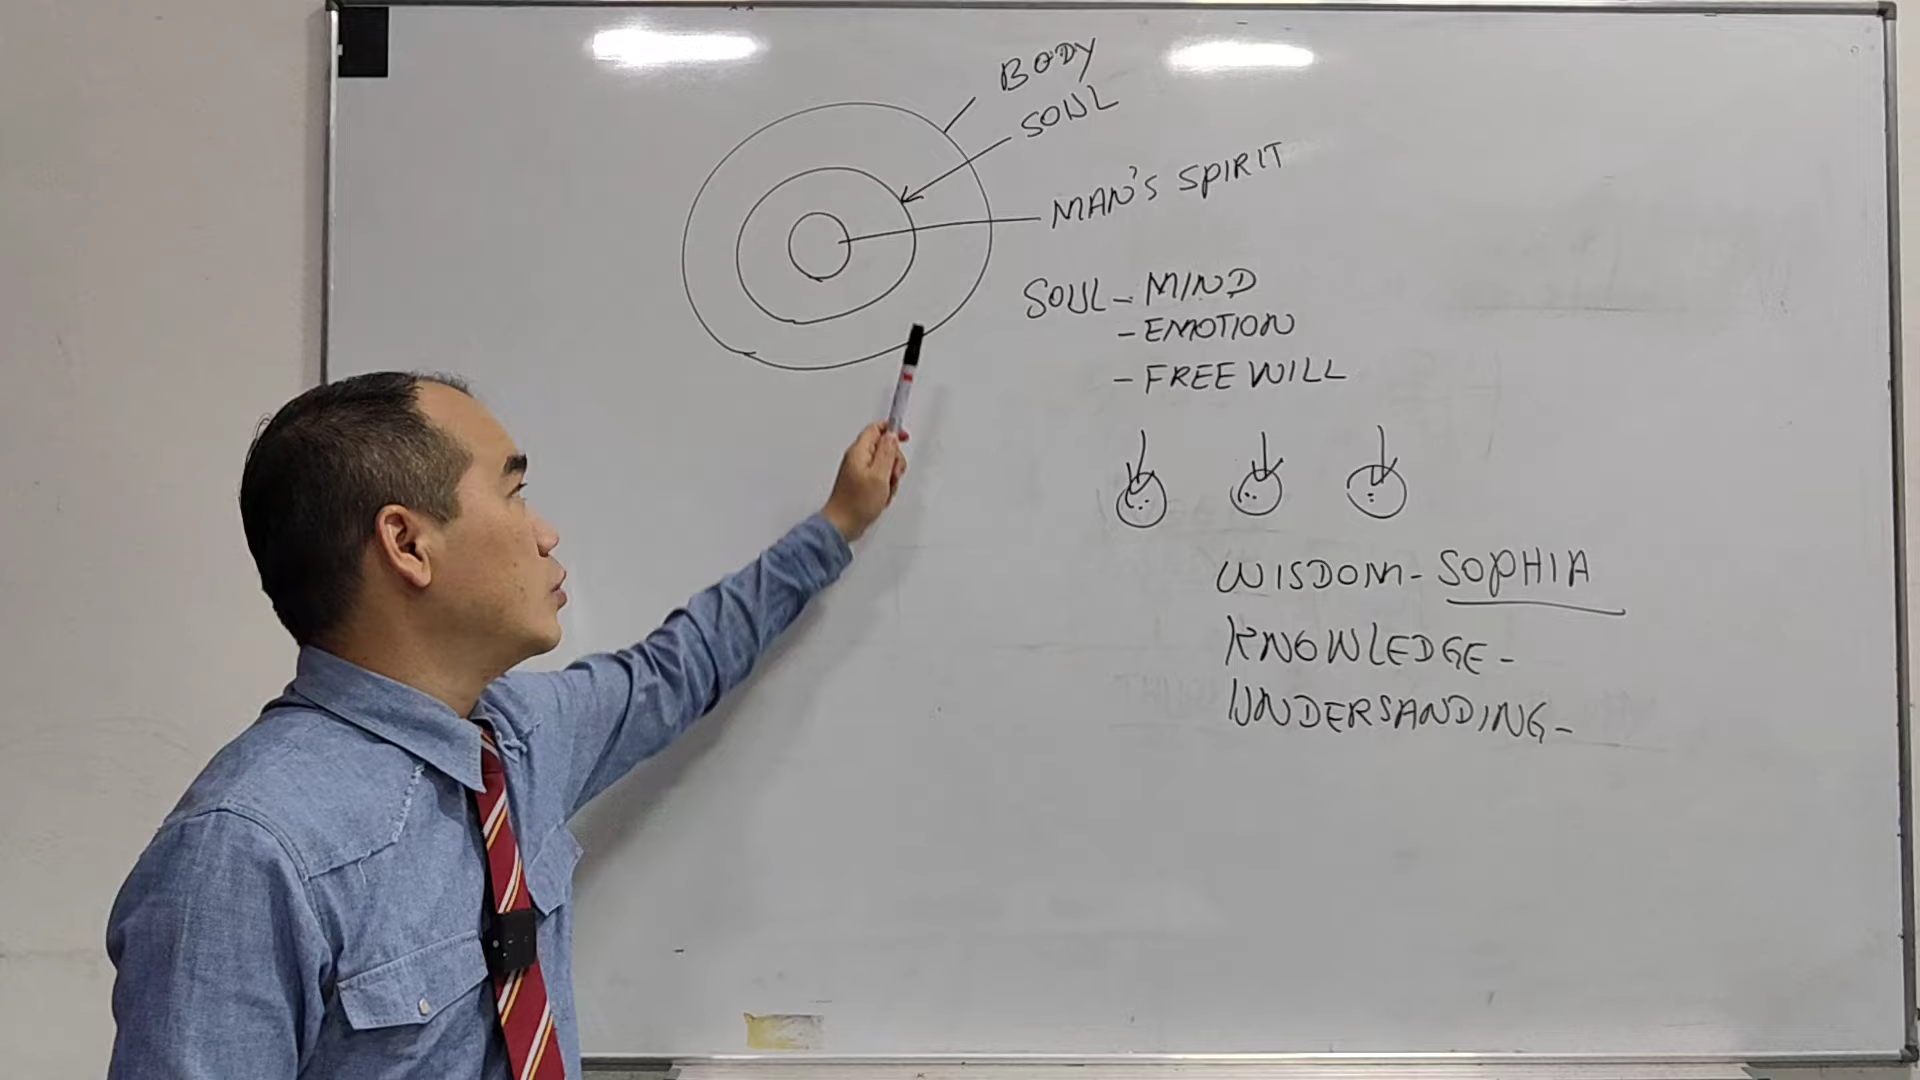 BODY
SOUL
MAN'S SPIRIT
SOUL - MIND
- EMOTION
- FREE WILL
WISDOM - SOPHIA
KNOWLEDGE -
UNDERSANDING -